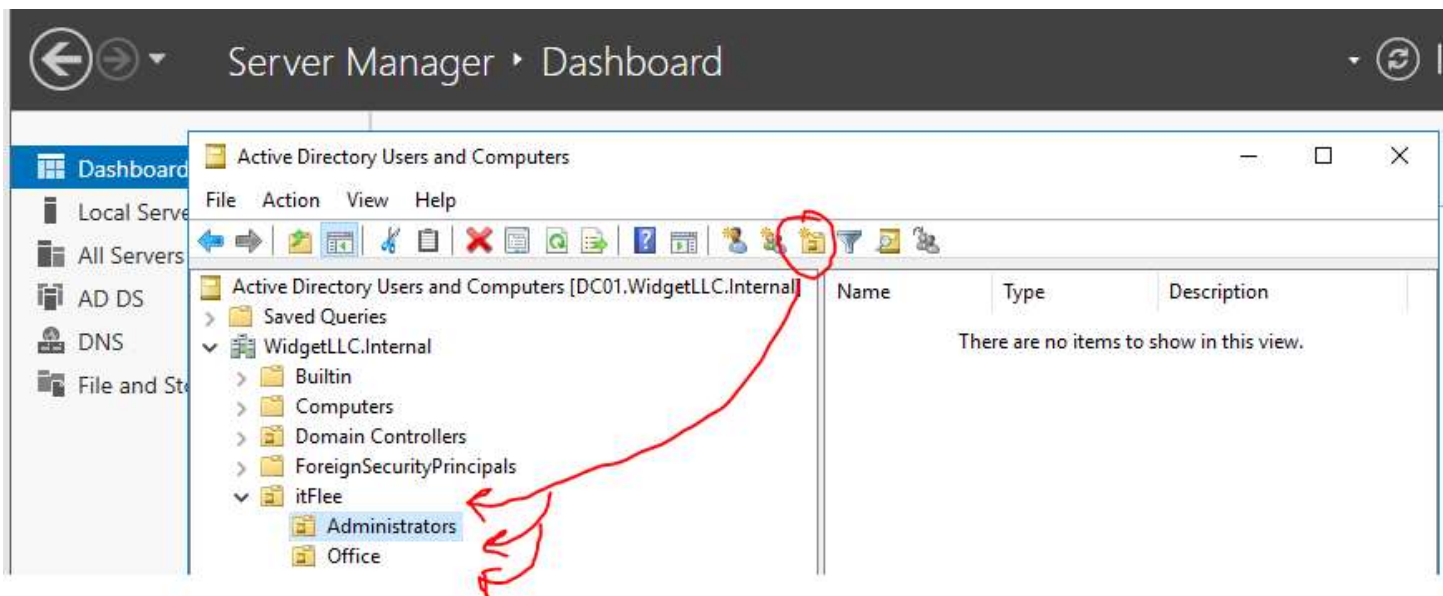 Server Manager ‣ Dashboard
Dashboard
Local Serve
All Servers
AD DS
DNS
File and Sto
Active Directory Users and Computers
File Action View Help
Active Directory Users and Computers [DC01.WidgetLLC.Internal]
Saved Queries
WidgetLLC.Internal
Builtin
Computers
Domain Controllers
ForeignSecurityPrincipals
itFlee
Administrators
Office
Name Type Description
There are no items to show in this view.